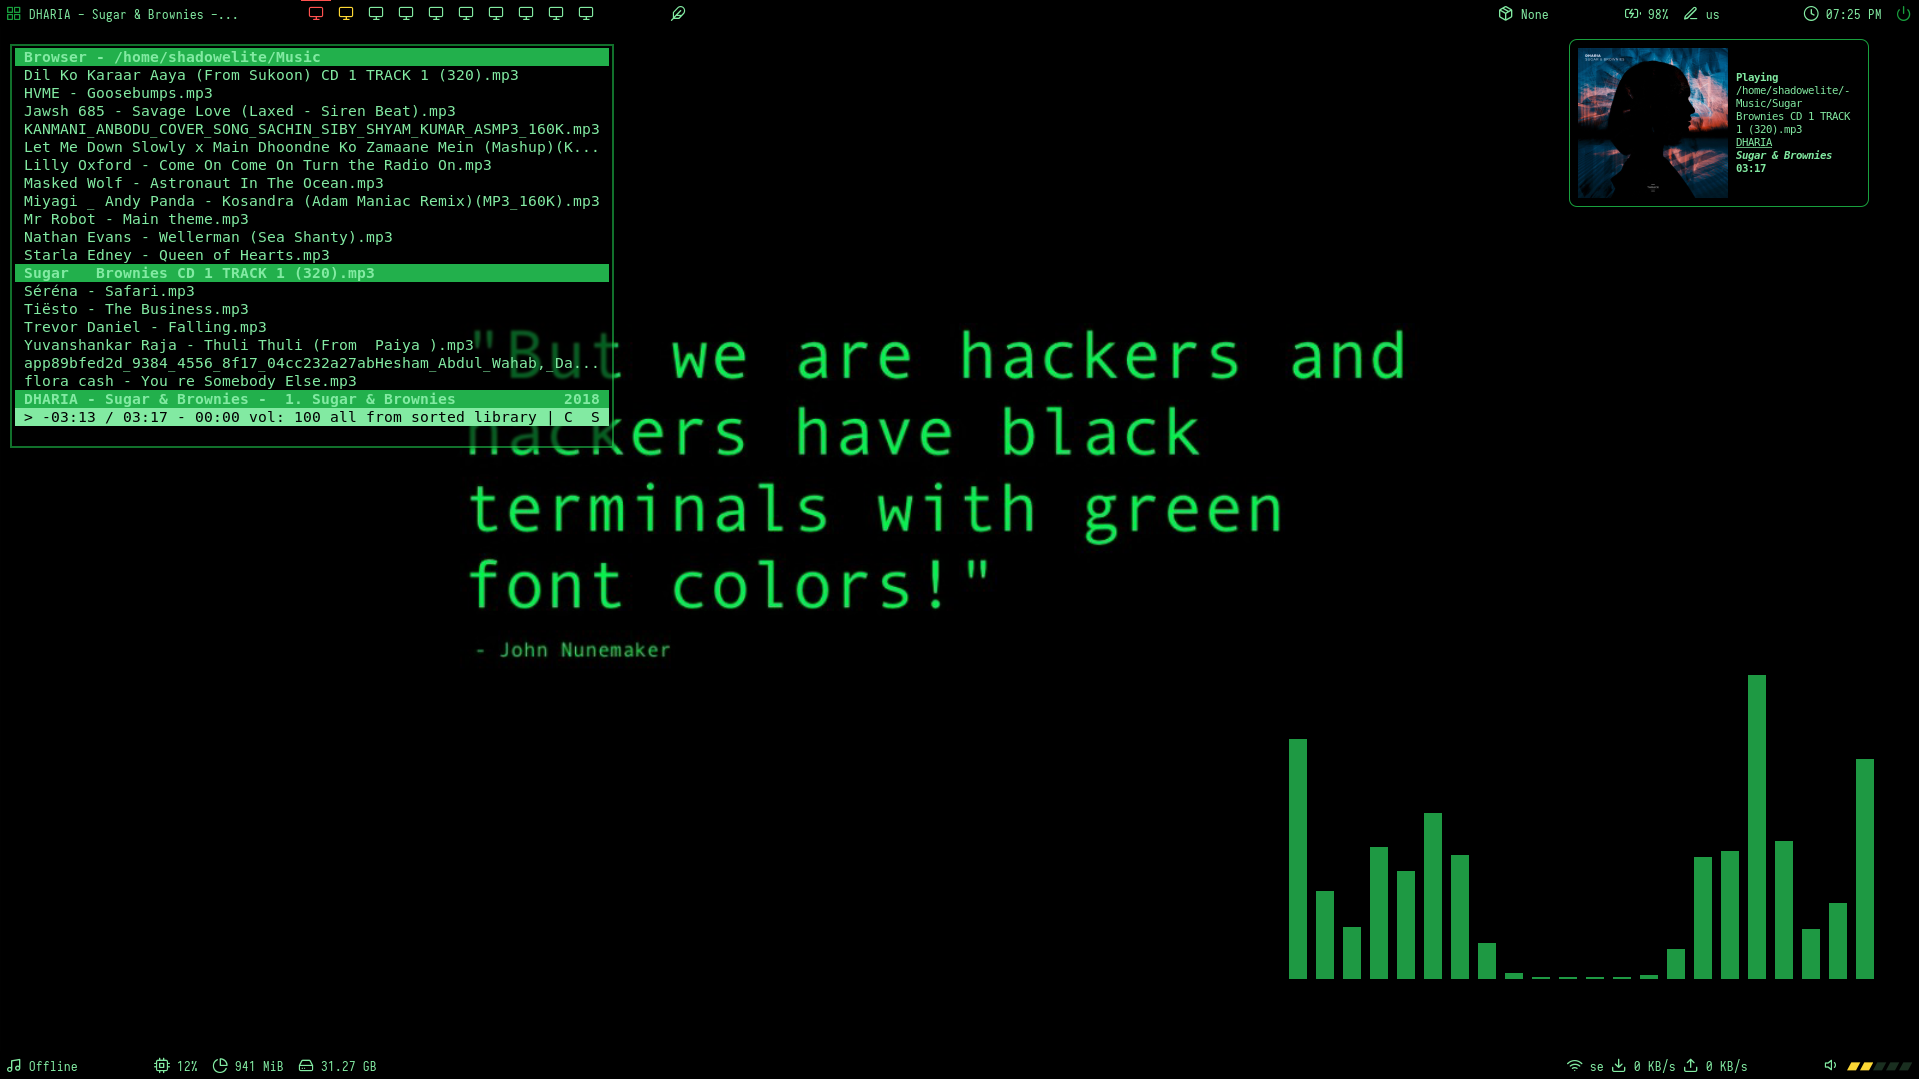 DHARIA - Sugar & Brownies -...
None
98%
us
07:25 PM
Browser - /home/shadowelite/Music
Dil Ko Karaar Aaya (From Sukoon) CD 1 TRACK 1 (320).mp3
HVME - Goosebumps.mp3
Jawsh 685 - Savage Love (Laxed - Siren Beat).mp3
KANMANI_ANBODU_COVER_SONG_SACHIN_SIBY_SHYAM_KUMAR_ASMP3_160K.mp3
Let Me Down Slowly x Main Dhoondne Ko Zamaane Mein (Mashup)(K...
Lilly Oxford - Come On Come On Turn the Radio On.mp3
Masked Wolf - Astronaut In The Ocean.mp3
Miyagi _ Andy Panda - Kosandra (Adam Maniac Remix)(MP3_160K).mp3
Mr Robot - Main theme.mp3
Nathan Evans - Wellerman (Sea Shanty).mp3
Starla Edney - Queen of Hearts.mp3
Sugar   Brownies CD 1 TRACK 1 (320).mp3
Séréna - Safari.mp3
Tiësto - The Business.mp3
Trevor Daniel - Falling.mp3
Yuvanshankar Raja - Thuli Thuli (From  Paiya ).mp3
app89bfed2d_9384_4556_8f17_04cc232a27abHesham_Abdul_Wahab,_Da...
flora cash - You re Somebody Else.mp3
DHARIA - Sugar & Brownies -  1. Sugar & Brownies 2018
> -03:13 / 03:17 - 00:00 vol: 100 all from sorted library | C  S
DHARIA
SUGAR & BROWNIES
Playing
/home/shadowelite/-
Music/Sugar
Brownies CD 1 TRACK
1 (320).mp3
DHARIA
Sugar & Brownies
03:17
"But we are hackers and
hackers have black
terminals with green
font colors!"
- John Nunemaker
Offline
12%
941 MiB
31.27 GB
se
0 KB/s
0 KB/s